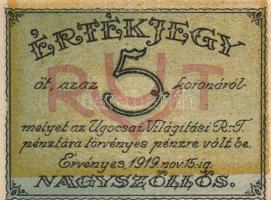 ÉRTÉKJEGY
5
öt, azaz koronáról
melyet az Ugocsai Világitási R.-T.
pénztára törvényes pénzre vált be.
Érvényes 1919 nov. 15-ig.
NAGYSZŐLLŐS.